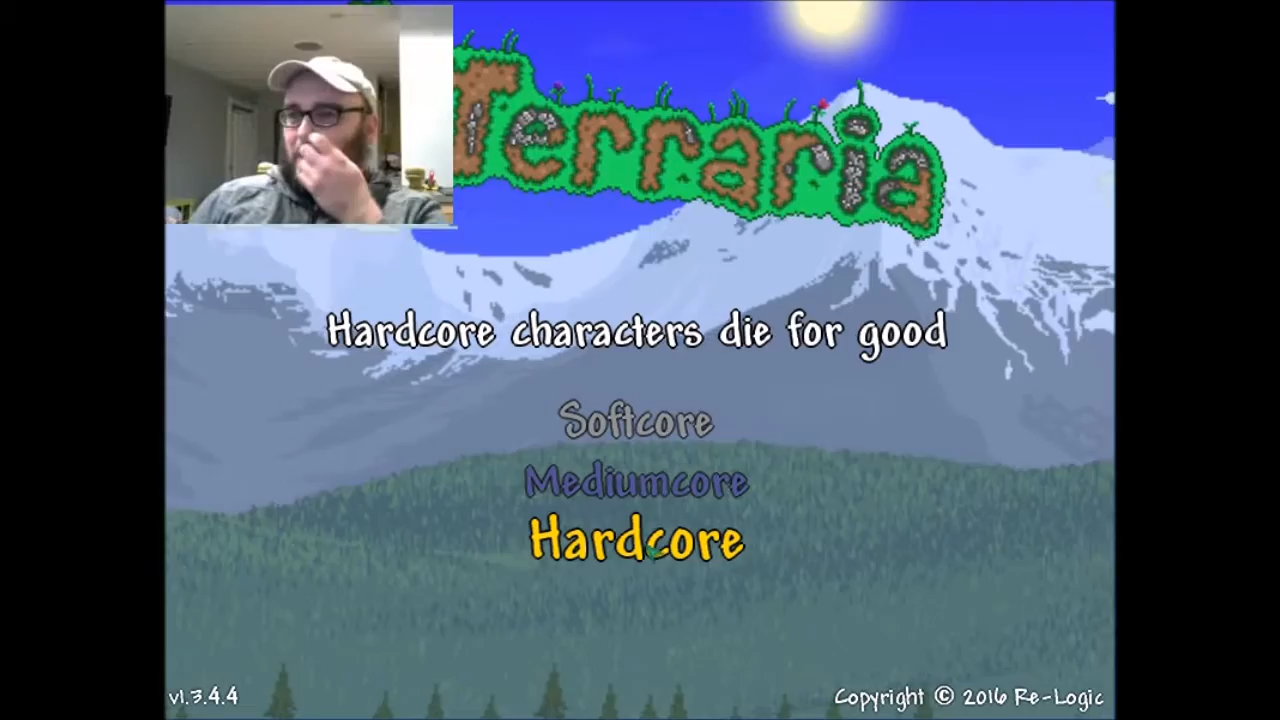 Terraria
Hardcore characters die for good
Softcore
Mediumcore
Hardcore
v1.3.4.4
Copyright © 2016 Re-Logic